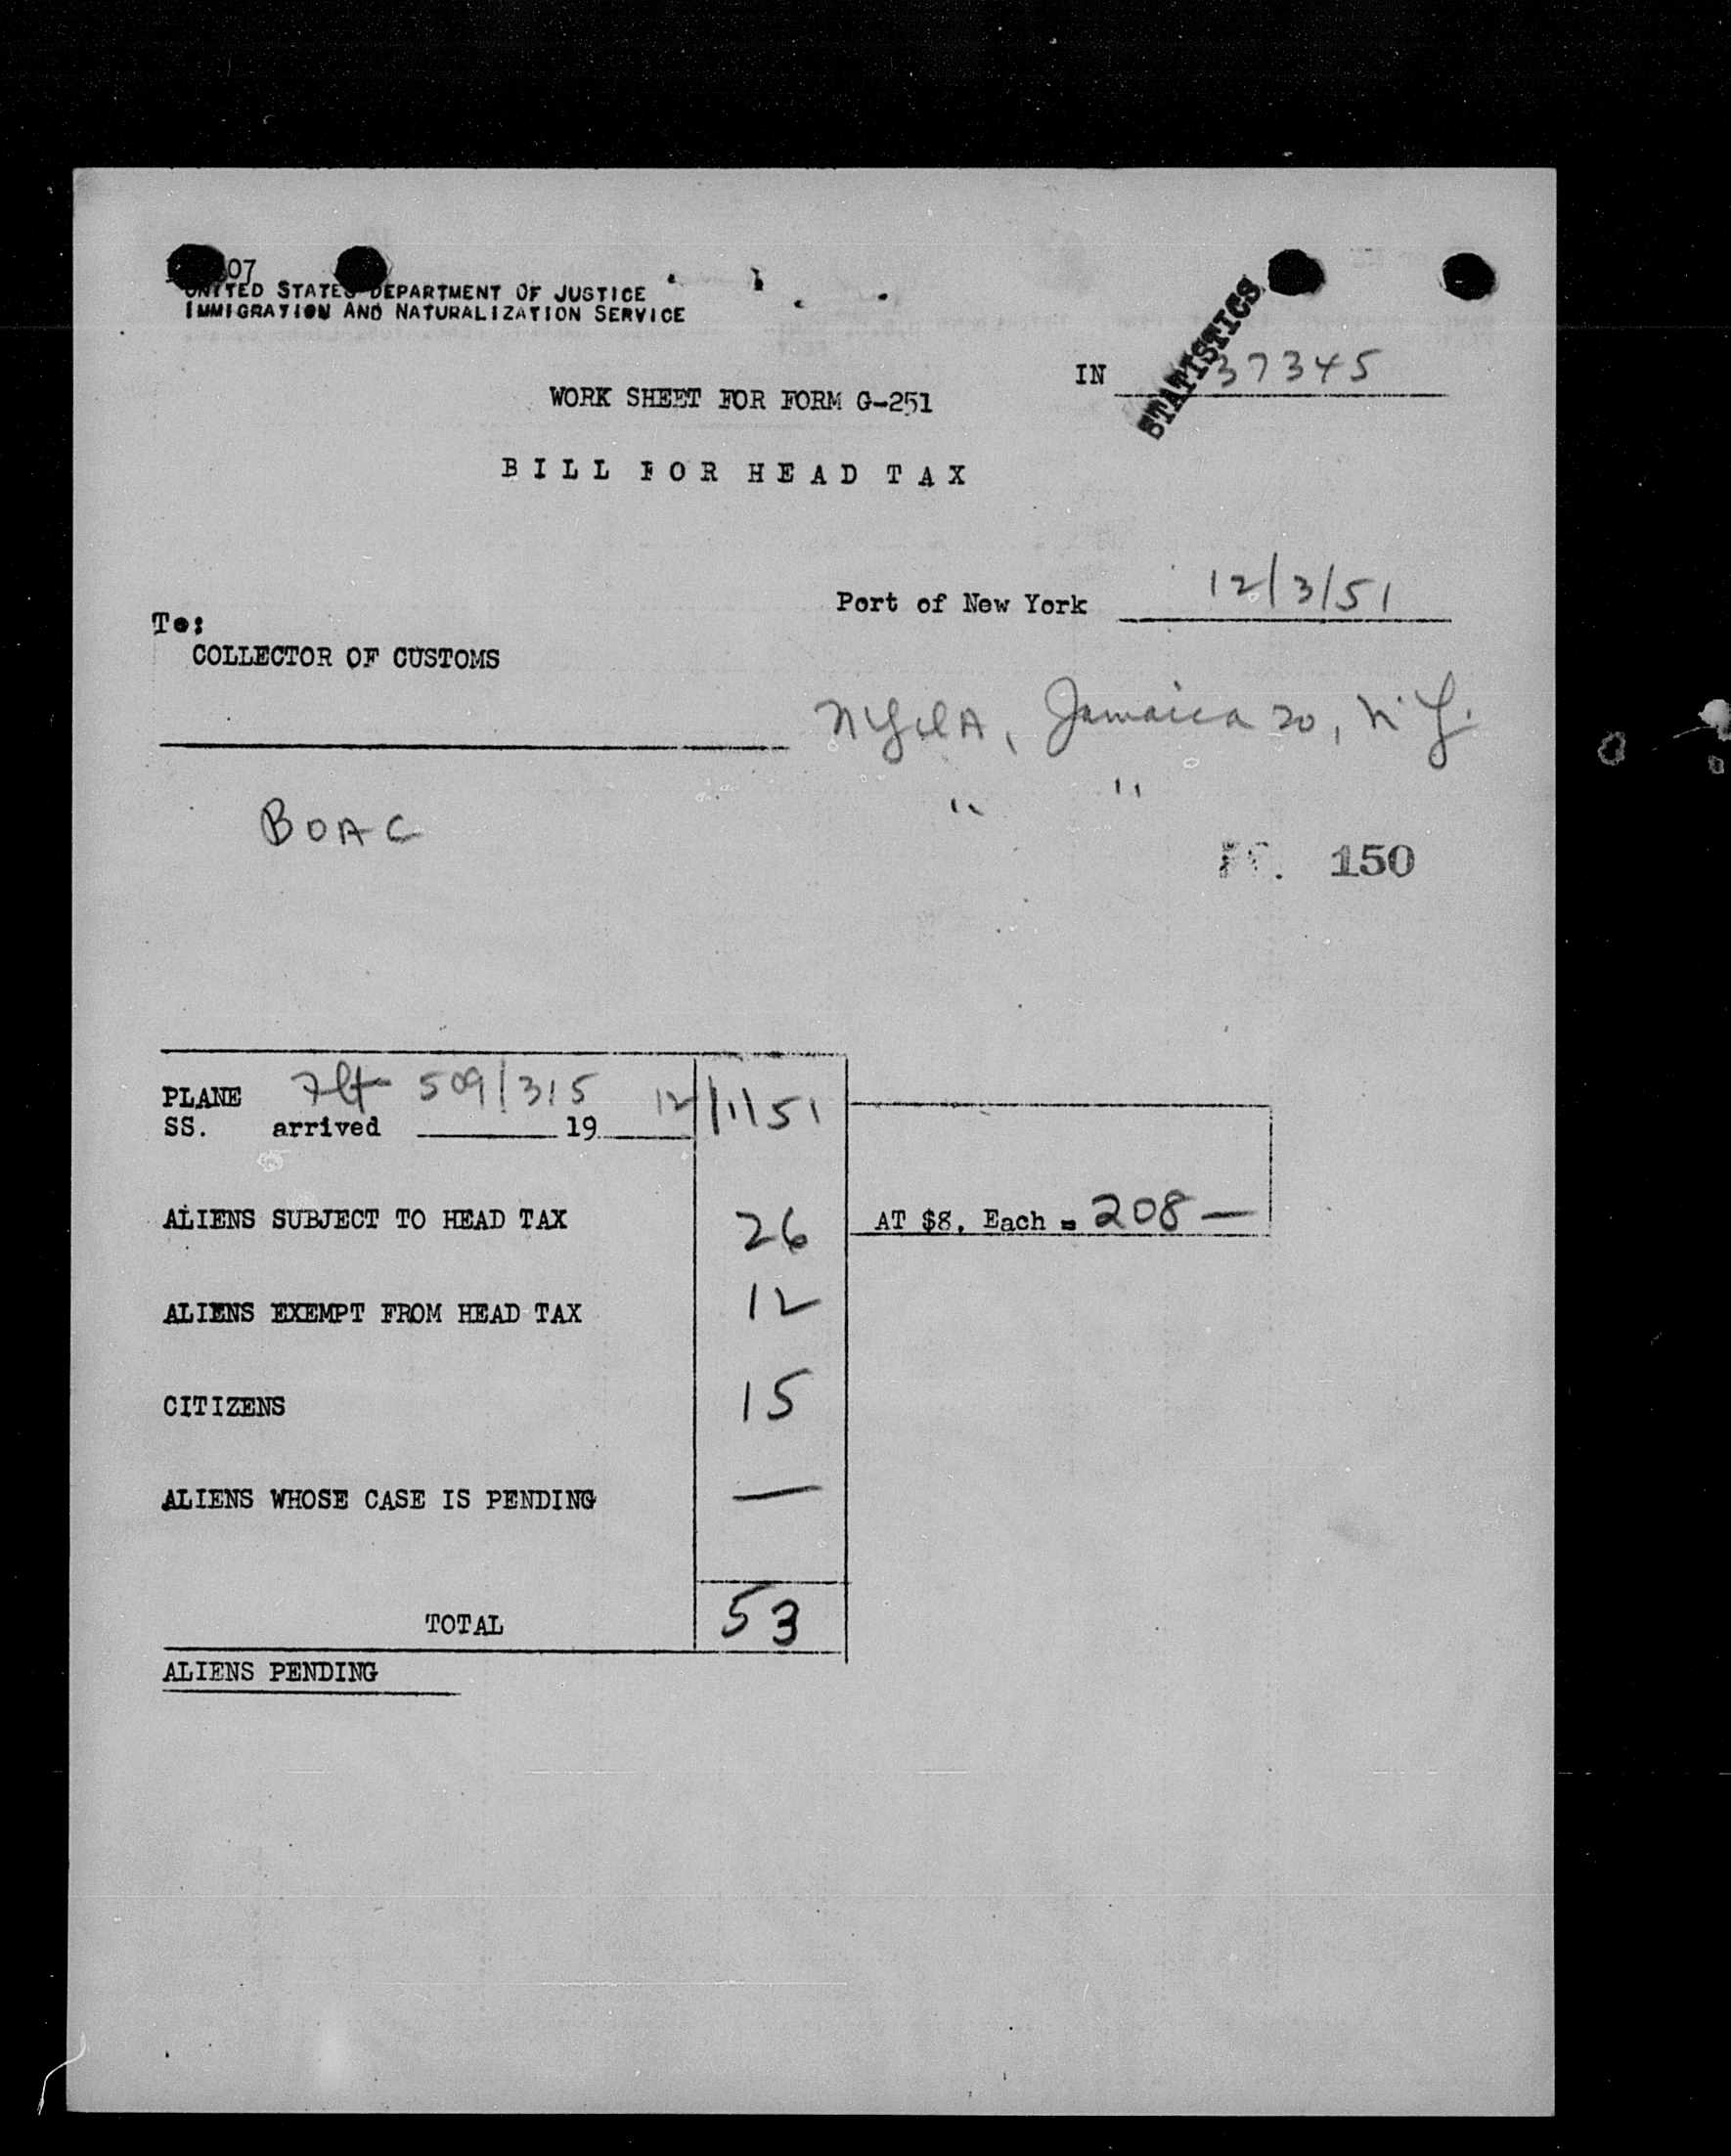 07
UNITED STATES DEPARTMENT OF JUSTICE
IMMIGRATION AND NATURALIZATION SERVICE
STATISTICS
IN 37345
WORK SHEET FOR FORM G-251
BILL FOR HEAD TAX
Port of New York 12/3/51
To:
COLLECTOR OF CUSTOMS
NYIA, Jamaica 20, N.Y.
" "
BOAC
150
PLANE Flt 509/315 12/1/51
SS. arrived 19
ALIENS SUBJECT TO HEAD TAX 26 AT $8. Each = 208 —
ALIENS EXEMPT FROM HEAD TAX 12
CITIZENS 15
ALIENS WHOSE CASE IS PENDING —
TOTAL 53
ALIENS PENDING